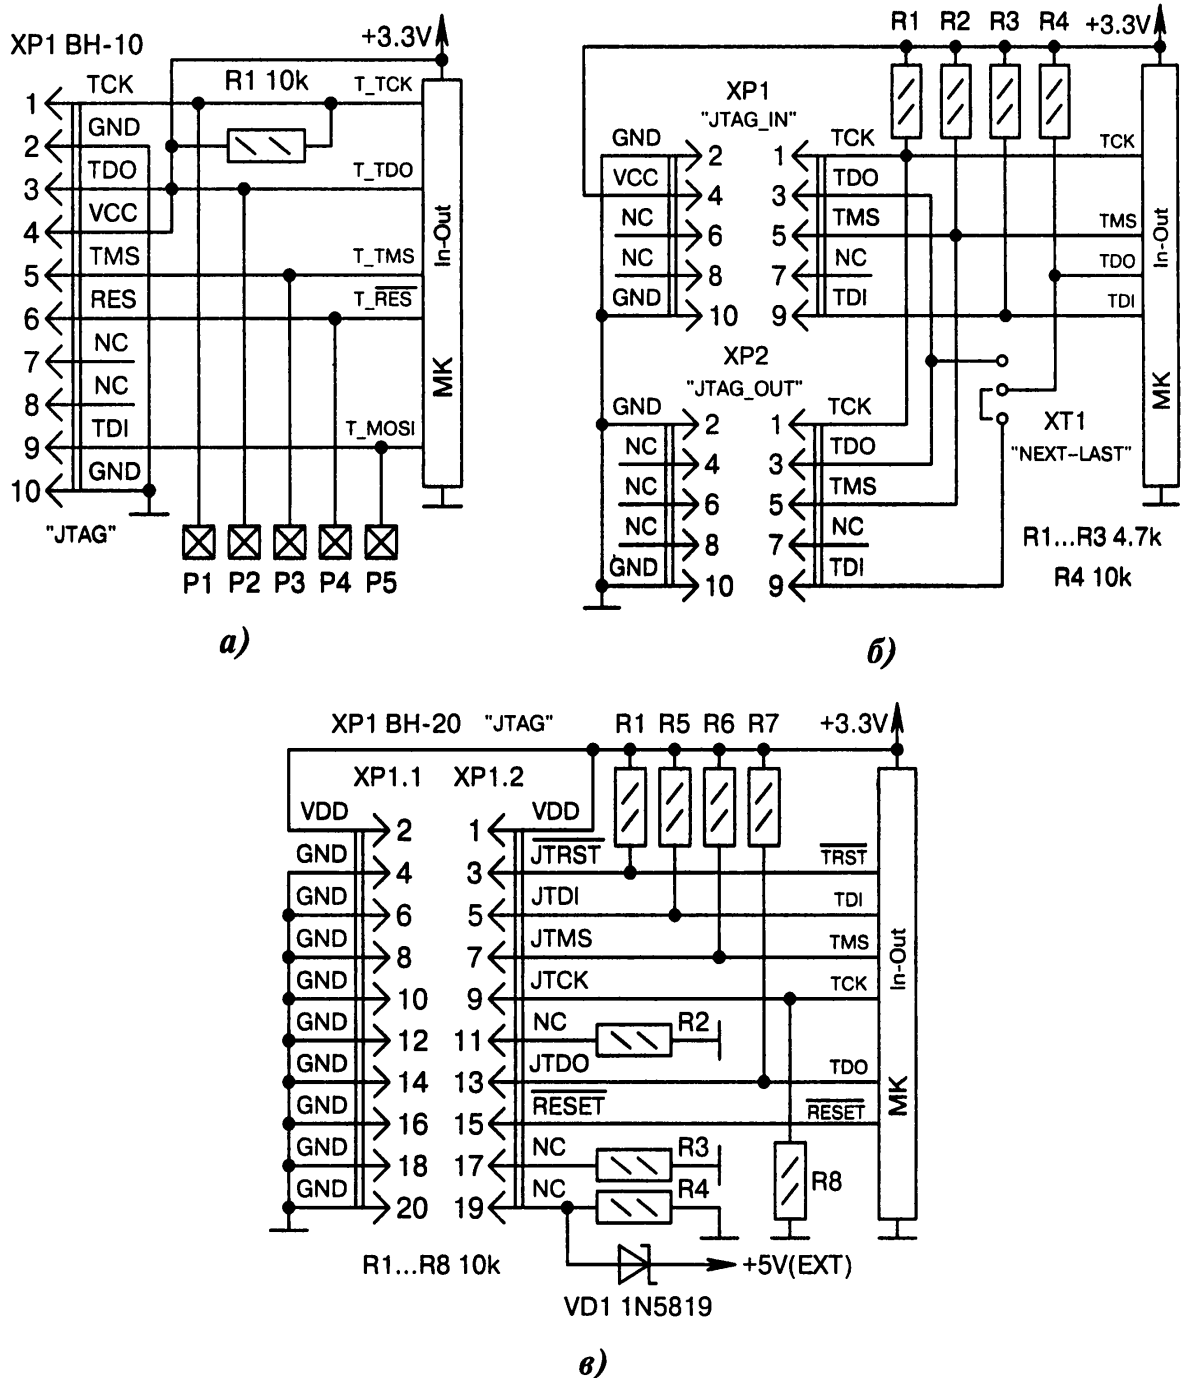 XP1 BH-10
+3.3V
R1 10k
1 TCK T_TCK
2 GND
3 TDO T_TDO
4 VCC
5 TMS T_TMS
6 RES T_RES
7 NC
8 NC
9 TDI T_MOSI
10 GND
In-Out
MK
"JTAG"
P1 P2 P3 P4 P5
а)
R1 R2 R3 R4 +3.3V
XP1
"JTAG_IN"
GND 2 1 TCK TCK
VCC 4 3 TDO
NC 6 5 TMS TMS
NC 8 7 NC TDO
GND 10 9 TDI TDI
In-Out
MK
XP2
"JTAG_OUT"
GND 2 1 TCK
NC 4 3 TDO
NC 6 5 TMS
NC 8 7 NC
GND 10 9 TDI
XT1
"NEXT-LAST"
R1...R3 4.7k
R4 10k
б)
XP1 BH-20 "JTAG" R1 R5 R6 R7 +3.3V
XP1.1 XP1.2
VDD 2 1 VDD
GND 4 3 JTRST TRST
GND 6 5 JTDI TDI
GND 8 7 JTMS TMS
GND 10 9 JTCK TCK
GND 12 11 NC R2
GND 14 13 JTDO TDO
GND 16 15 RESET RESET
GND 18 17 NC R3
GND 20 19 NC R4
R8
In-Out
MK
R1...R8 10k
+5V(EXT)
VD1 1N5819
в)